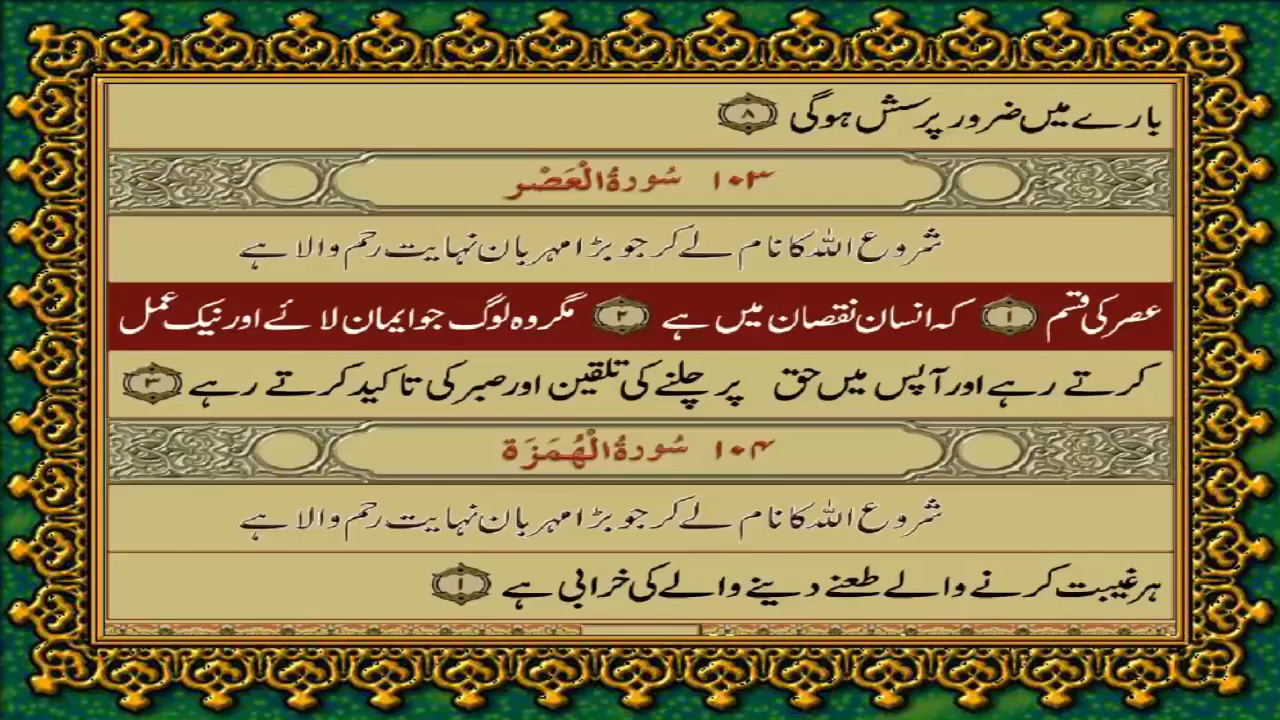 بارے میں ضرور پرسش ہوگی ۸
۱۰۳ سُورۃُالْعَصْر
شروع اللہ کا نام لے کر جو بڑا مہربان نہایت رحم والا ہے
عصر کی قسم ۱ کہ انسان نقصان میں ہے ۲ مگر وہ لوگ جو ایمان لائے اور نیک عمل
کرتے رہے اور آپس میں حق پر چلنے کی تلقین اور صبر کی تاکید کرتے رہے ۳
۱۰۴ سُورۃُالْهُمَزَة
شروع اللہ کا نام لے کر جو بڑا مہربان نہایت رحم والا ہے
ہر غیبت کرنے والے طعنے دینے والے کی خرابی ہے ۱